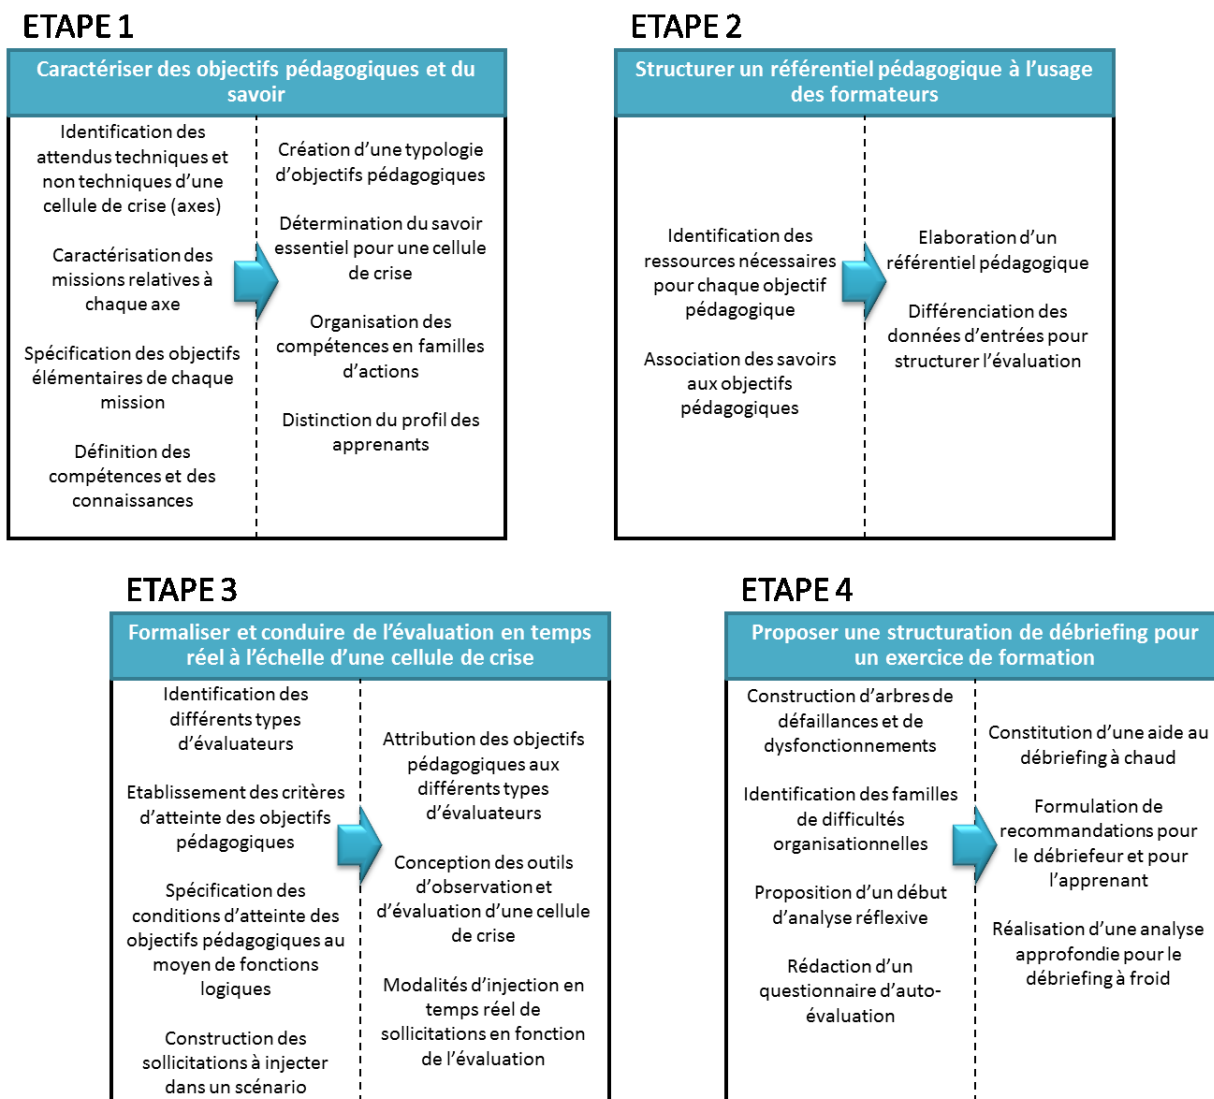 ETAPE 1
Caractériser des objectifs pédagogiques et du
savoir
Identification des
attendus techniques et
non techniques d’une
cellule de crise (axes)
Caractérisation des
missions relatives à
chaque axe
Spécification des objectifs
élémentaires de chaque
mission
Définition des
compétences et des
connaissances
Création d’une typologie
d’objectifs pédagogiques
Détermination du savoir
essentiel pour une cellule
de crise
Organisation des
compétences en familles
d’actions
Distinction du profil des
apprenants
ETAPE 2
Structurer un référentiel pédagogique à l’usage
des formateurs
Identification des
ressources nécessaires
pour chaque objectif
pédagogique
Association des savoirs
aux objectifs
pédagogiques
Elaboration d’un
référentiel pédagogique
Différenciation des
données d’entrées pour
structurer l’évaluation
ETAPE 3
Formaliser et conduire de l’évaluation en temps
réel à l’échelle d’une cellule de crise
Identification des
différents types
d’évaluateurs
Etablissement des critères
d’atteinte des objectifs
pédagogiques
Spécification des
conditions d’atteinte des
objectifs pédagogiques au
moyen de fonctions
logiques
Construction des
sollicitations à injecter
dans un scénario
Attribution des objectifs
pédagogiques aux
différents types
d’évaluateurs
Conception des outils
d’observation et
d’évaluation d’une cellule
de crise
Modalités d’injection en
temps réel de
sollicitations en fonction
de l’évaluation
ETAPE 4
Proposer une structuration de débriefing pour
un exercice de formation
Construction d’arbres de
défaillances et de
dysfonctionnements
Identification des familles
de difficultés
organisationnelles
Proposition d’un début
d’analyse réflexive
Rédaction d’un
questionnaire d’auto-
évaluation
Constitution d’une aide au
débriefing à chaud
Formulation de
recommandations pour
le débriefeur et pour
l’apprenant
Réalisation d’une analyse
approfondie pour le
débriefing à froid